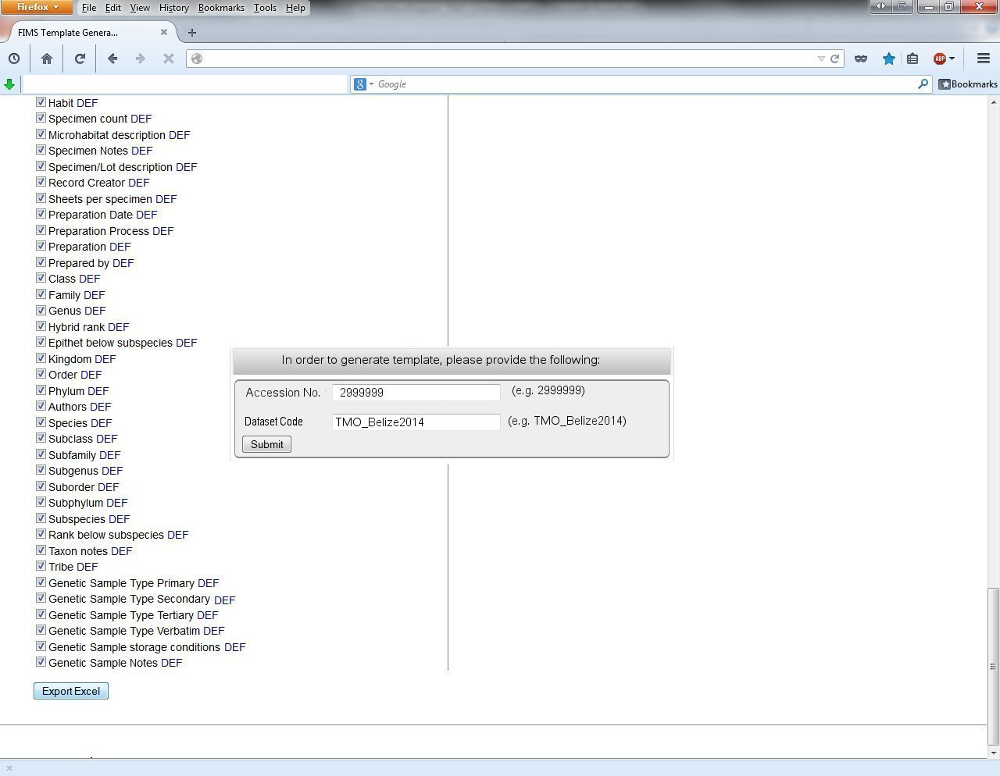 Firefox
File Edit View History Bookmarks Tools Help
FIMS Template Genera...
ABP
8 Google
Bookmarks
Habit DEF
Specimen count DEF
Microhabitat description DEF
Specimen Notes DEF
Specimen/Lot description DEF
Record Creator DEF
Sheets per specimen DEF
Preparation Date DEF
Preparation Process DEF
Preparation DEF
Prepared by DEF
Class DEF
Family DEF
Genus DEF
Hybrid rank DEF
Epithet below subspecies DEF
Kingdom DEF
Order DEF
Phylum DEF
Authors DEF
Species DEF
Subclass DEF
Subfamily DEF
Subgenus DEF
Suborder DEF
Subphylum DEF
Subspecies DEF
Rank below subspecies DEF
Taxon notes DEF
Tribe DEF
Genetic Sample Type Primary DEF
Genetic Sample Type Secondary DEF
Genetic Sample Type Tertiary DEF
Genetic Sample Type Verbatim DEF
Genetic Sample storage conditions DEF
Genetic Sample Notes DEF
Export Excel
In order to generate template, please provide the following:
Accession No. 2999999 (e.g. 2999999)
Dataset Code TMO_Belize2014 (e.g. TMO_Belize2014)
Submit